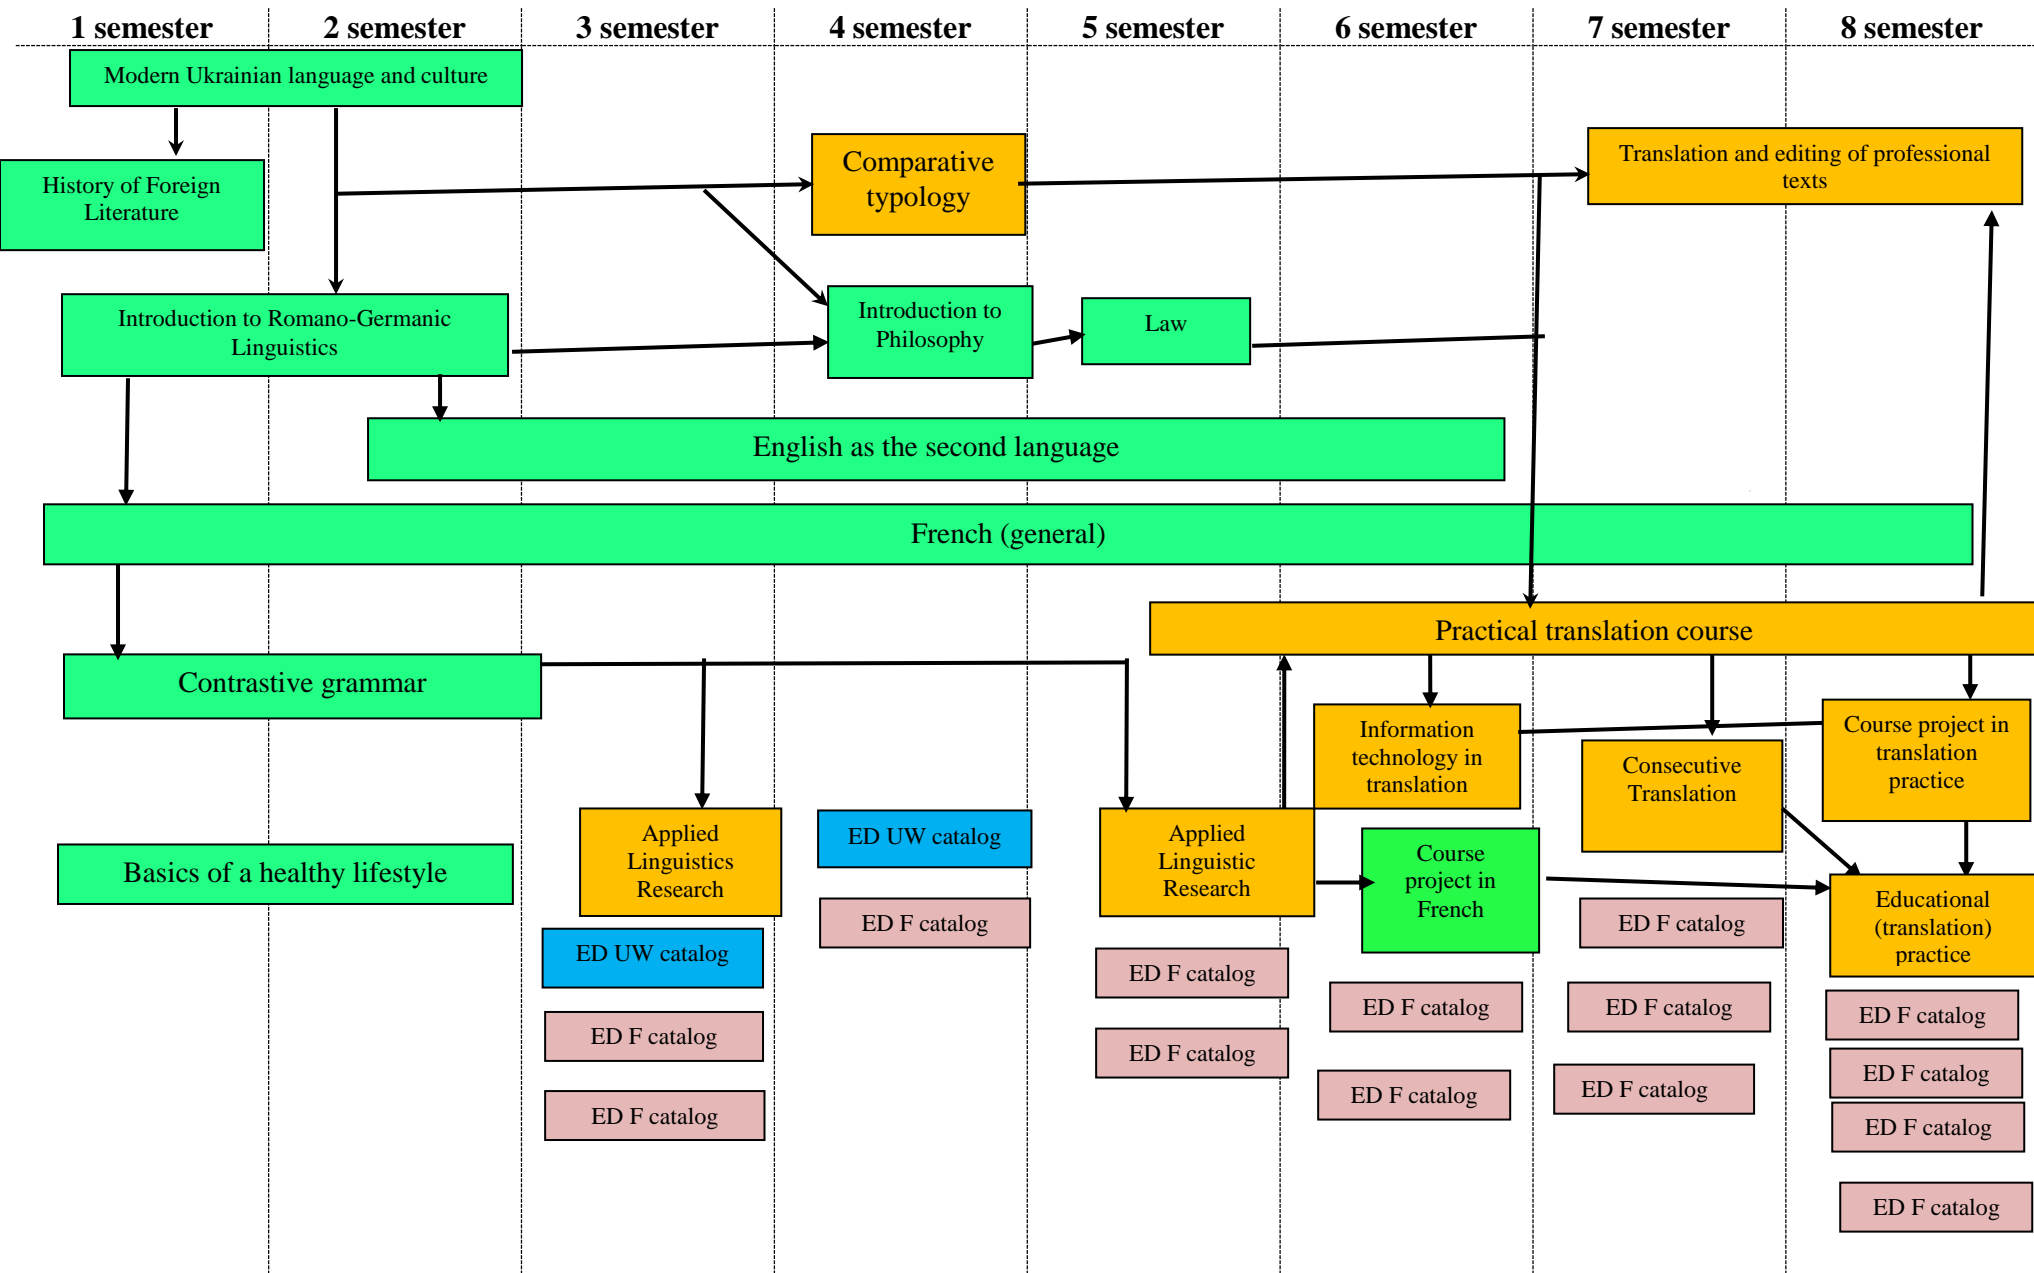 1 semester
2 semester
3 semester
4 semester
5 semester
6 semester
7 semester
8 semester
Modern Ukrainian language and culture
History of Foreign
Literature
Comparative
typology
Translation and editing of professional
texts
Introduction to Romano-Germanic
Linguistics
Introduction to
Philosophy
Law
English as the second language
French (general)
Practical translation course
Contrastive grammar
Information
technology in
translation
Consecutive
Translation
Course project in
translation
practice
Basics of a healthy lifestyle
Applied
Linguistics
Research
ED UW catalog
Applied
Linguistic
Research
Course
project in
French
Educational
(translation)
practice
ED F catalog
ED F catalog
ED UW catalog
ED F catalog
ED F catalog
ED F catalog
ED F catalog
ED F catalog
ED F catalog
ED F catalog
ED F catalog
ED F catalog
ED F catalog
ED F catalog
ED F catalog
ED F catalog